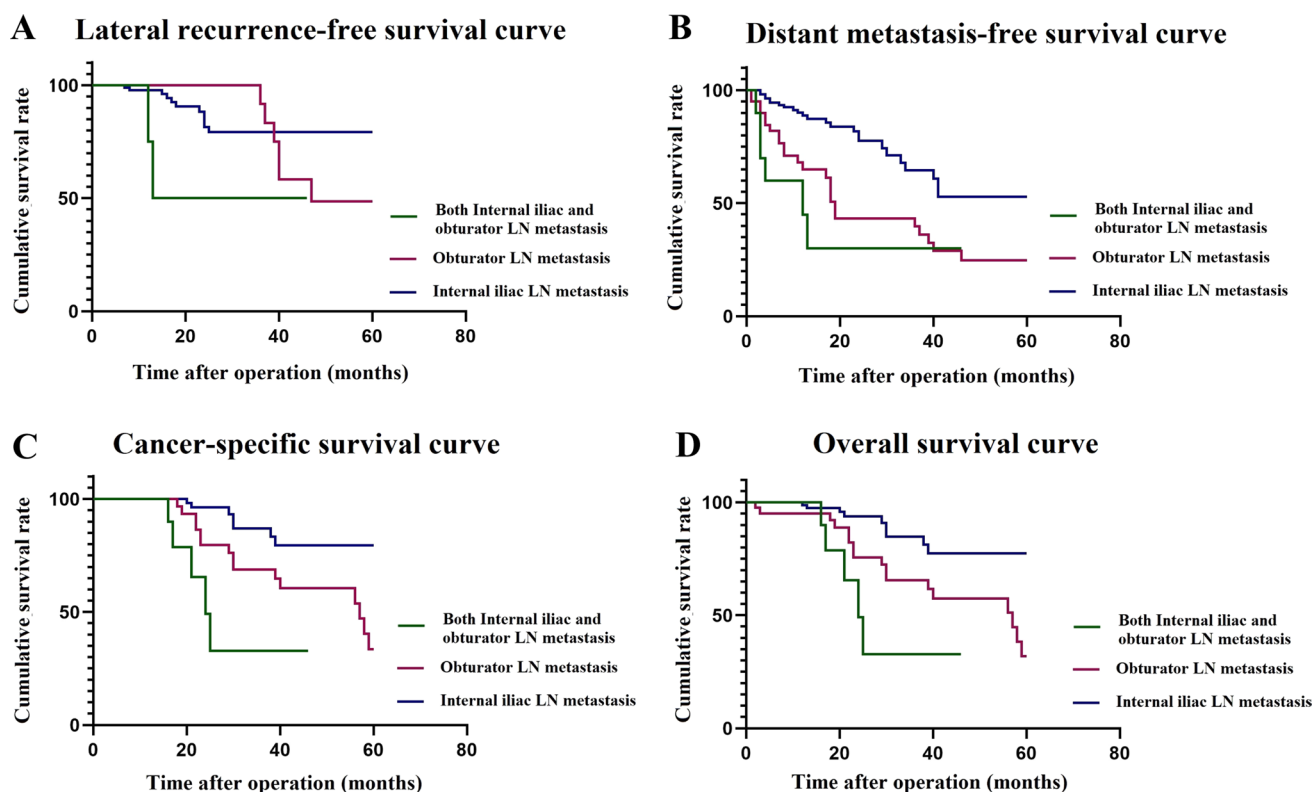 A Lateral recurrence-free survival curve
Cumulative survival rate
100
50
0
0 20 40 60 80
Time after operation (months)
Both Internal iliac and
obturator LN metastasis
Obturator LN metastasis
Internal iliac LN metastasis
B Distant metastasis-free survival curve
Cumulative survival rate
100
50
0
0 20 40 60 80
Time after operation (months)
Both Internal iliac and
obturator LN metastasis
Obturator LN metastasis
Internal iliac LN metastasis
C Cancer-specific survival curve
Cumulative survival rate
100
50
0
0 20 40 60 80
Time after operation (months)
Both Internal iliac and
obturator LN metastasis
Obturator LN metastasis
Internal iliac LN metastasis
D Overall survival curve
Cumulative survival rate
100
50
0
0 20 40 60 80
Time after operation (months)
Both Internal iliac and
obturator LN metastasis
Obturator LN metastasis
Internal iliac LN metastasis